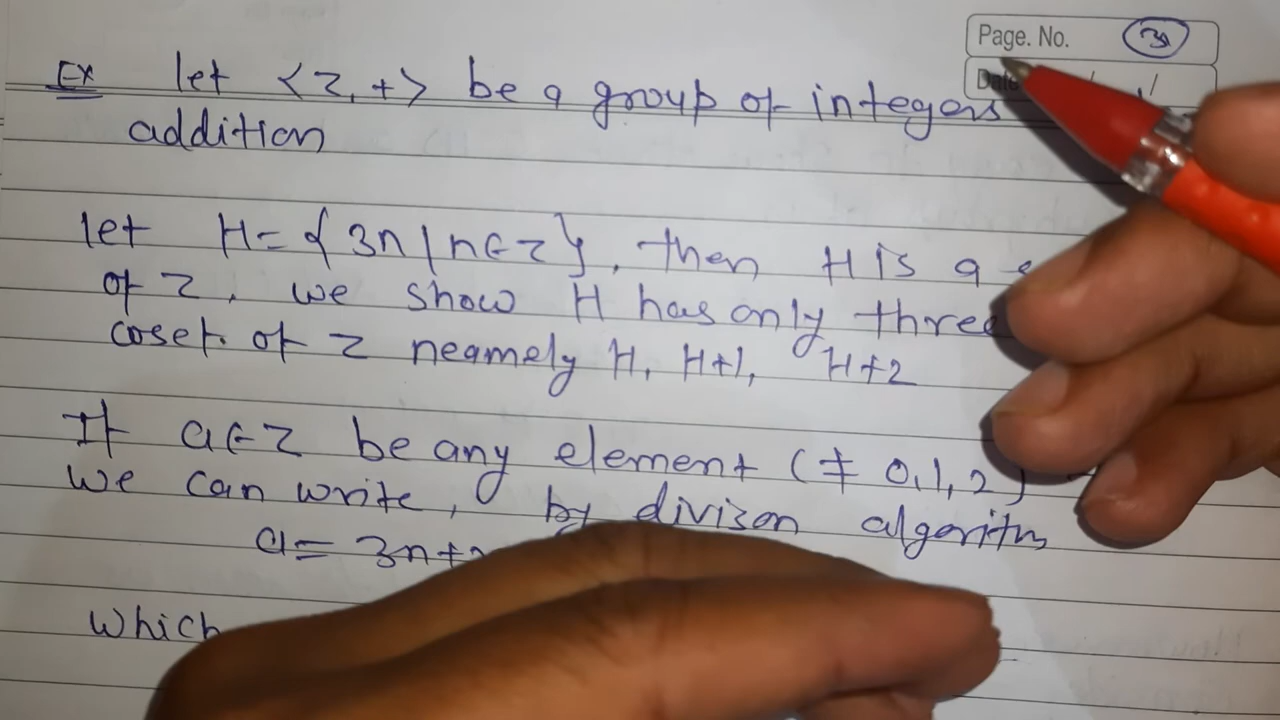 Page. No. 31
Date / /
Ex let <Z, +> be a group of integers
addition
let H = { 3n | n ∈ Z }, then H is a
of Z. we show H has only three
coset. of Z neamely H, H+1, H+2
If a ∈ Z be any element (≠ 0,1,2)
we can write, by divison algorithm
a = 3n+
which